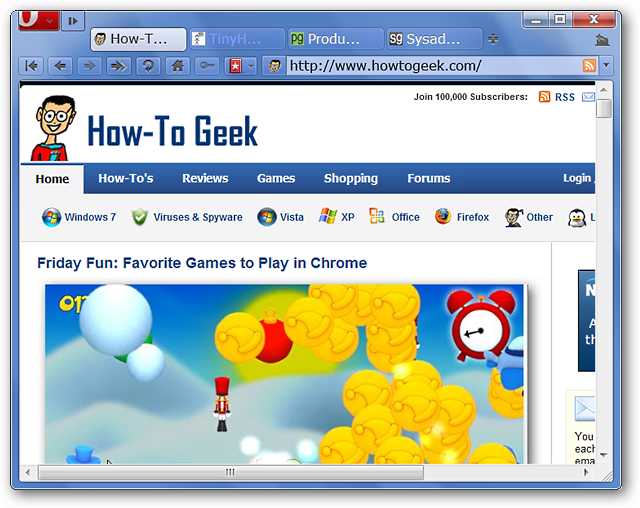 How-T... TinyH... Produ... Sysad...
http://www.howtogeek.com/
Join 100,000 Subscribers: RSS
How-To Geek
Home How-To's Reviews Games Shopping Forums Login
Windows 7 Viruses & Spyware Vista XP Office Firefox Other L
Friday Fun: Favorite Games to Play in Chrome
N
A
th
You
each
ema